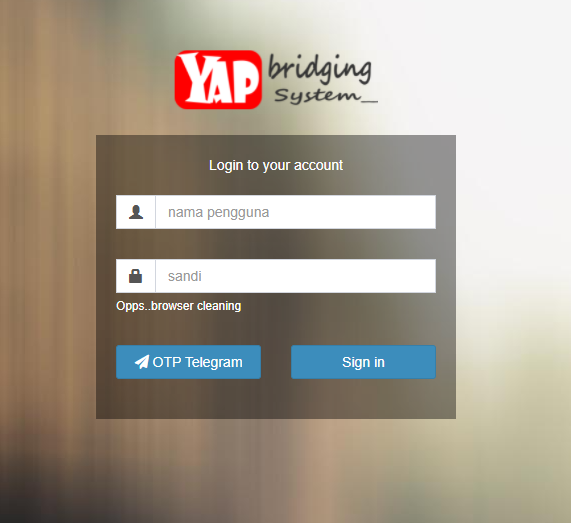 YAP bridging
System_
Login to your account
nama pengguna
sandi
Opps..browser cleaning
OTP Telegram Sign in